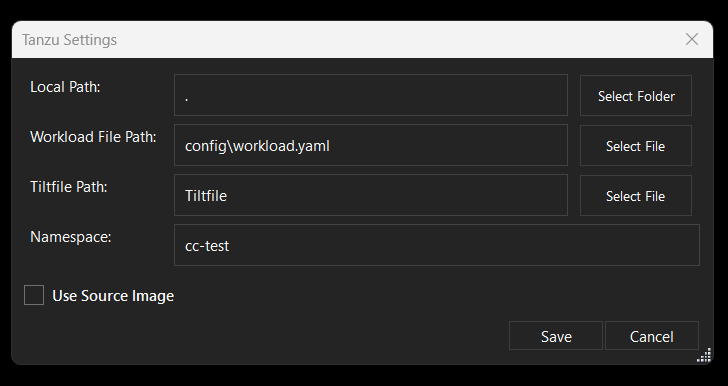 Tanzu Settings
Local Path:
.
Select Folder
Workload File Path:
config\workload.yaml
Select File
Tiltfile Path:
Tiltfile
Select File
Namespace:
cc-test
Use Source Image
Save
Cancel